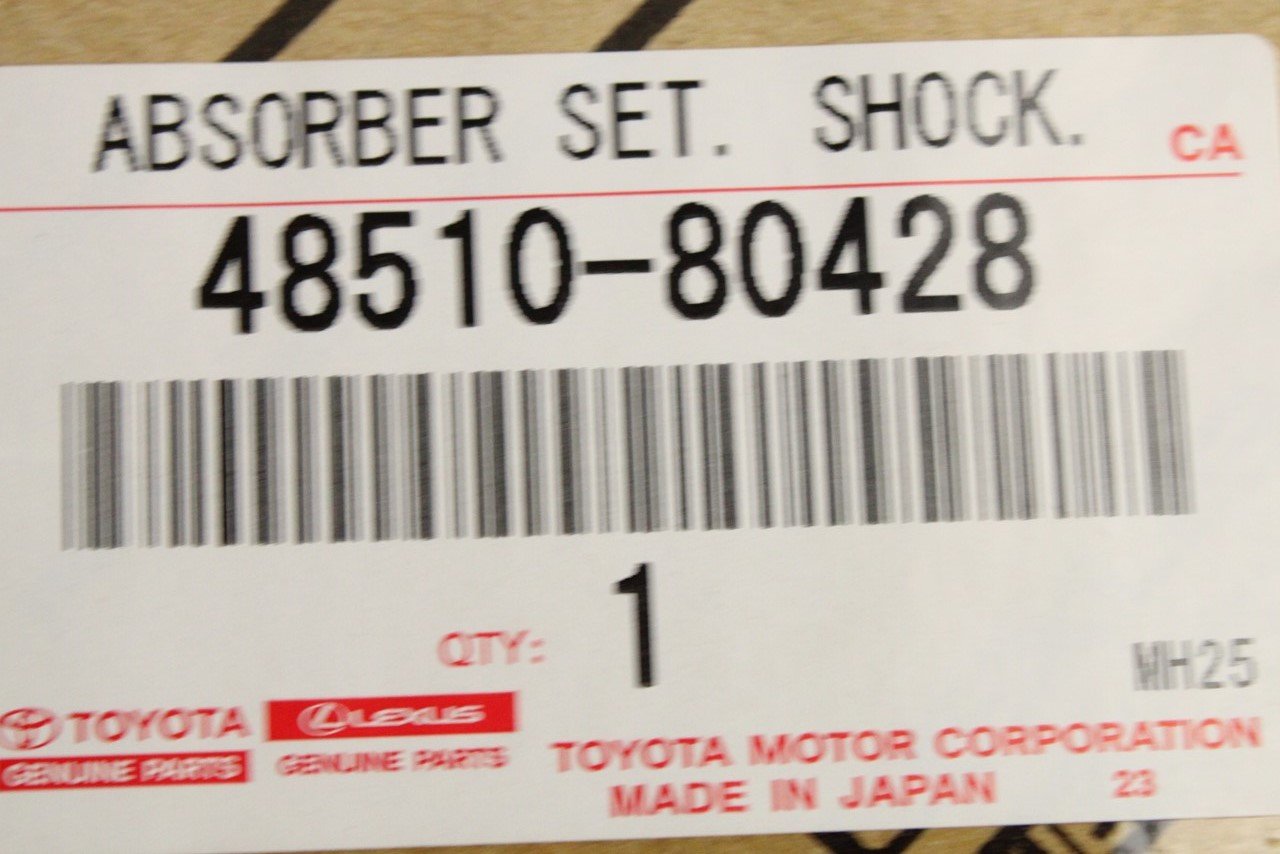 ABSORBER SET. SHOCK.
CA
48510-80428
QTY: 1
MH25
TOYOTA
GENUINE PARTS
LEXUS
GENUINE PARTS
TOYOTA MOTOR CORPORATION
MADE IN JAPAN 23